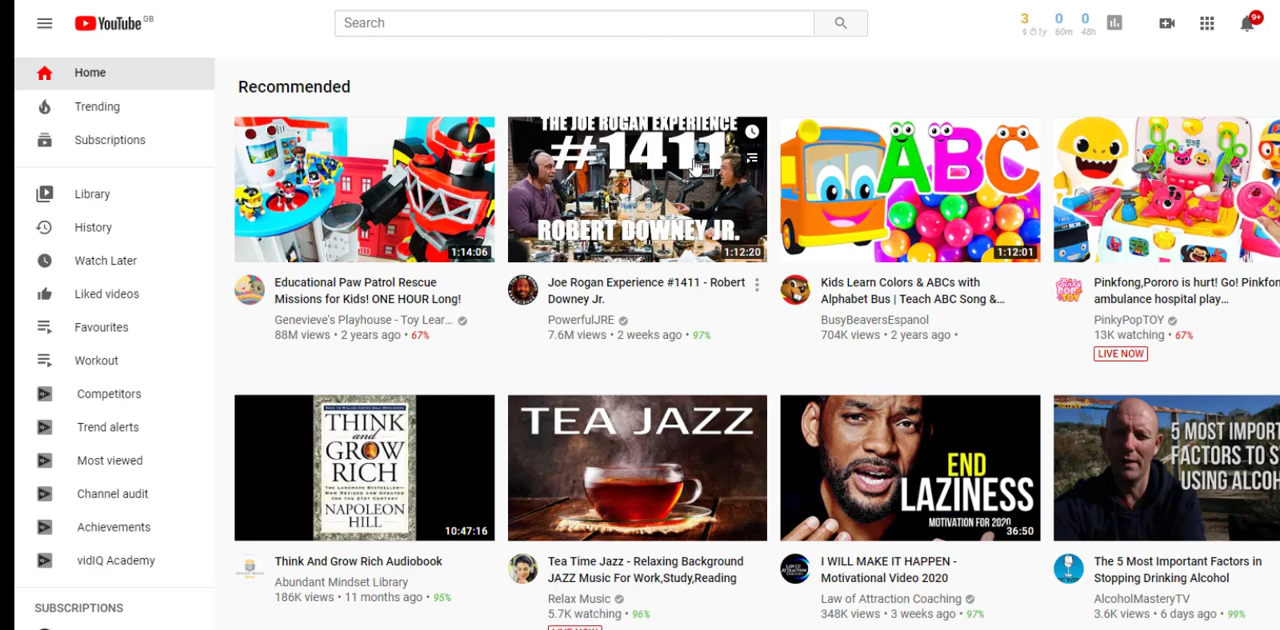 YouTube GB
Search
3 0 0
1y 60m 48h
9+
Home
Trending
Subscriptions
Library
History
Watch Later
Liked videos
Favourites
Workout
Competitors
Trend alerts
Most viewed
Channel audit
Achievements
vidIQ Academy
SUBSCRIPTIONS
Recommended
1:14:06
Educational Paw Patrol Rescue
Missions for Kids! ONE HOUR Long!
Genevieve's Playhouse - Toy Lear...
88M views • 2 years ago • 67%
THE JOE ROGAN EXPERIENCE
#1411
ROBERT DOWNEY JR.
1:12:20
Joe Rogan Experience #1411 - Robert
Downey Jr.
PowerfulJRE
7.6M views • 2 weeks ago • 97%
ABC
1:12:01
Kids Learn Colors & ABCs with
Alphabet Bus | Teach ABC Song &...
BusyBeaversEspanol
704K views • 2 years ago •
Pinkfong,Pororo is hurt! Go! Pinkfon
ambulance hospital play...
PinkyPopTOY
13K watching • 67%
LIVE NOW
THINK
and
GROW
RICH
NAPOLEON
HILL
10:47:16
Think And Grow Rich Audiobook
Abundant Mindset Library
186K views • 11 months ago • 95%
TEA JAZZ
Tea Time Jazz - Relaxing Background
JAZZ Music For Work,Study,Reading
Relax Music
5.7K watching • 96%
LIVE NOW
END
LAZINESS
MOTIVATION FOR 2020
36:50
I WILL MAKE IT HAPPEN -
Motivational Video 2020
Law of Attraction Coaching
348K views • 3 weeks ago • 97%
5 MOST IMPORT
FACTORS TO S
USING ALCOH
The 5 Most Important Factors in
Stopping Drinking Alcohol
AlcoholMasteryTV
3.6K views • 6 days ago • 99%